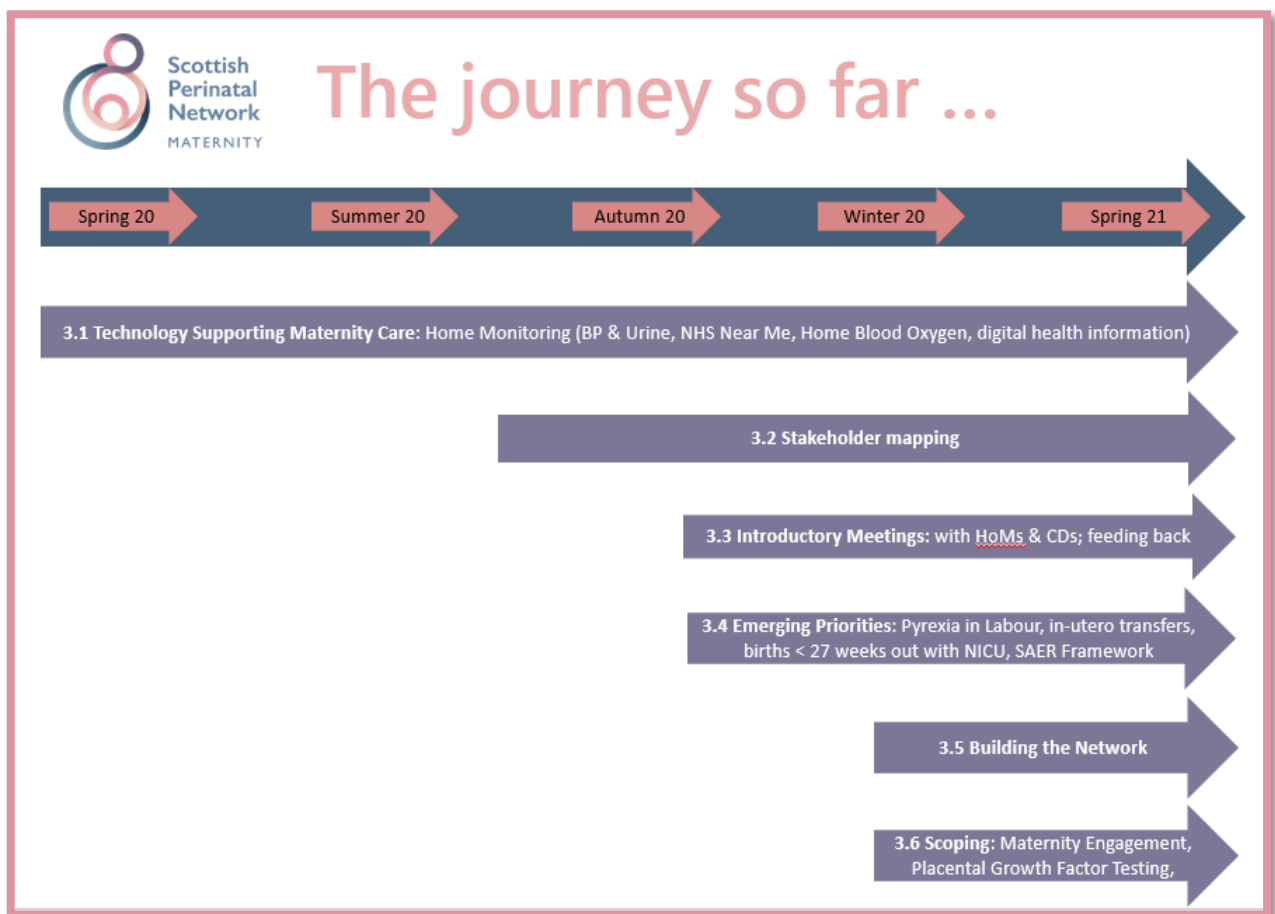 Scottish
Perinatal
Network
MATERNITY
The journey so far ...
Spring 20
Summer 20
Autumn 20
Winter 20
Spring 21
3.1 Technology Supporting Maternity Care: Home Monitoring (BP & Urine, NHS Near Me, Home Blood Oxygen, digital health information)
3.2 Stakeholder mapping
3.3 Introductory Meetings: with HoMs & CDs; feeding back
3.4 Emerging Priorities: Pyrexia in Labour, in-utero transfers,
births < 27 weeks out with NICU, SAER Framework
3.5 Building the Network
3.6 Scoping: Maternity Engagement,
Placental Growth Factor Testing,